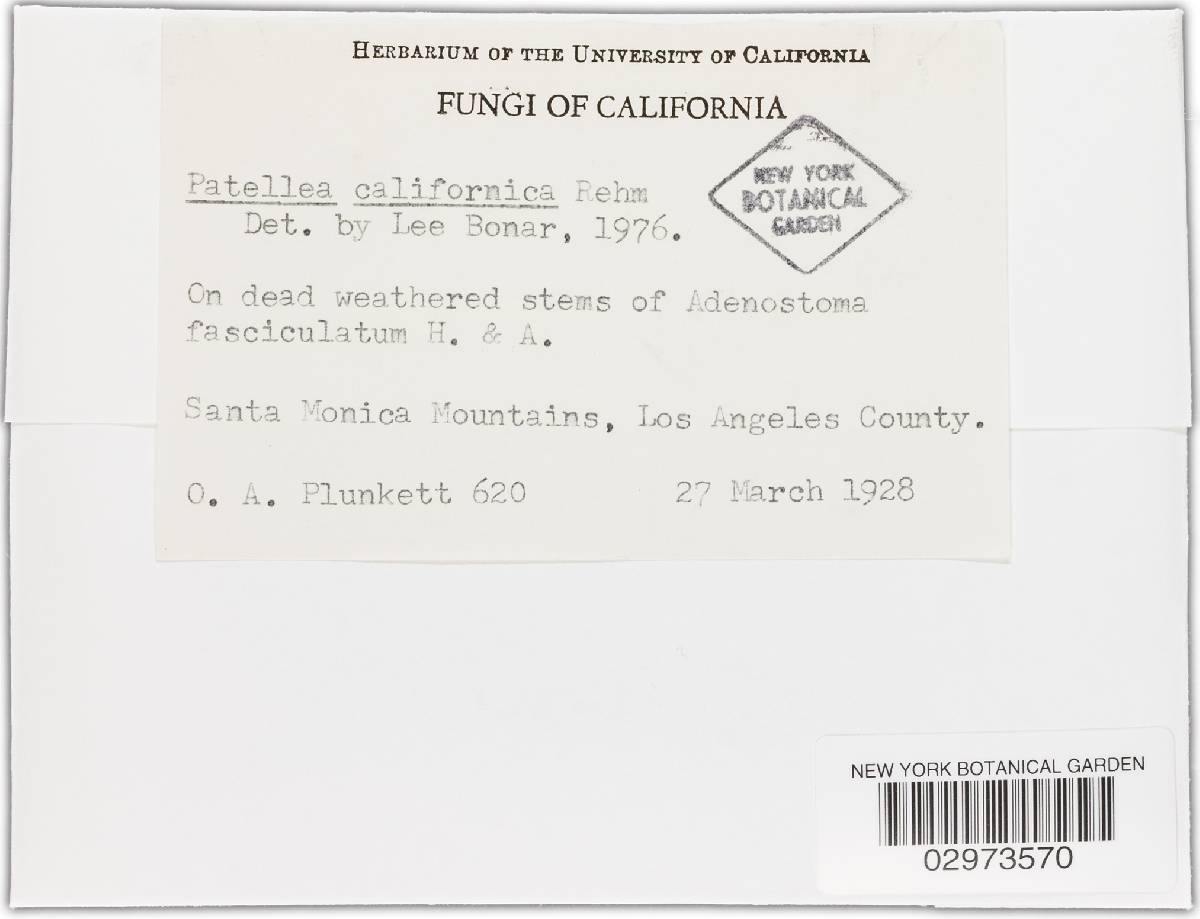 HERBARIUM OF THE UNIVERSITY OF CALIFORNIA
FUNGI OF CALIFORNIA
NEW YORK
BOTANICAL
GARDEN
Patellea californica Rehm
Det. by Lee Bonar, 1976.
On dead weathered stems of Adenostoma
fasciculatum H. & A.
Santa Monica Mountains, Los Angeles County.
O. A. Plunkett 620 27 March 1928
NEW YORK BOTANICAL GARDEN
02973570